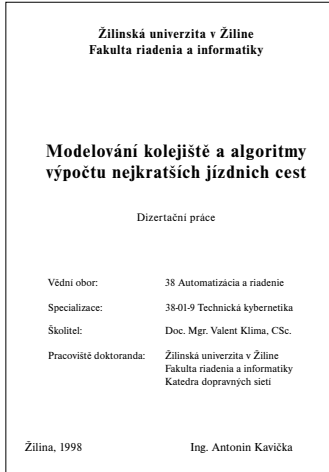 Žilinská univerzita v Žiline
Fakulta riadenia a informatiky
Modelování kolejiště a algoritmy
výpočtu nejkratších jízdnich cest
Dizertační práce
Vědní obor: 38 Automatizácia a riadenie
Specializace: 38-01-9 Technická kybernetika
Školitel: Doc. Mgr. Valent Klima, CSc.
Pracoviště doktoranda: Žilinská univerzita v Žiline
Fakulta riadenia a informatiky
Katedra dopravných sietí
Žilina, 1998 Ing. Antonin Kavička